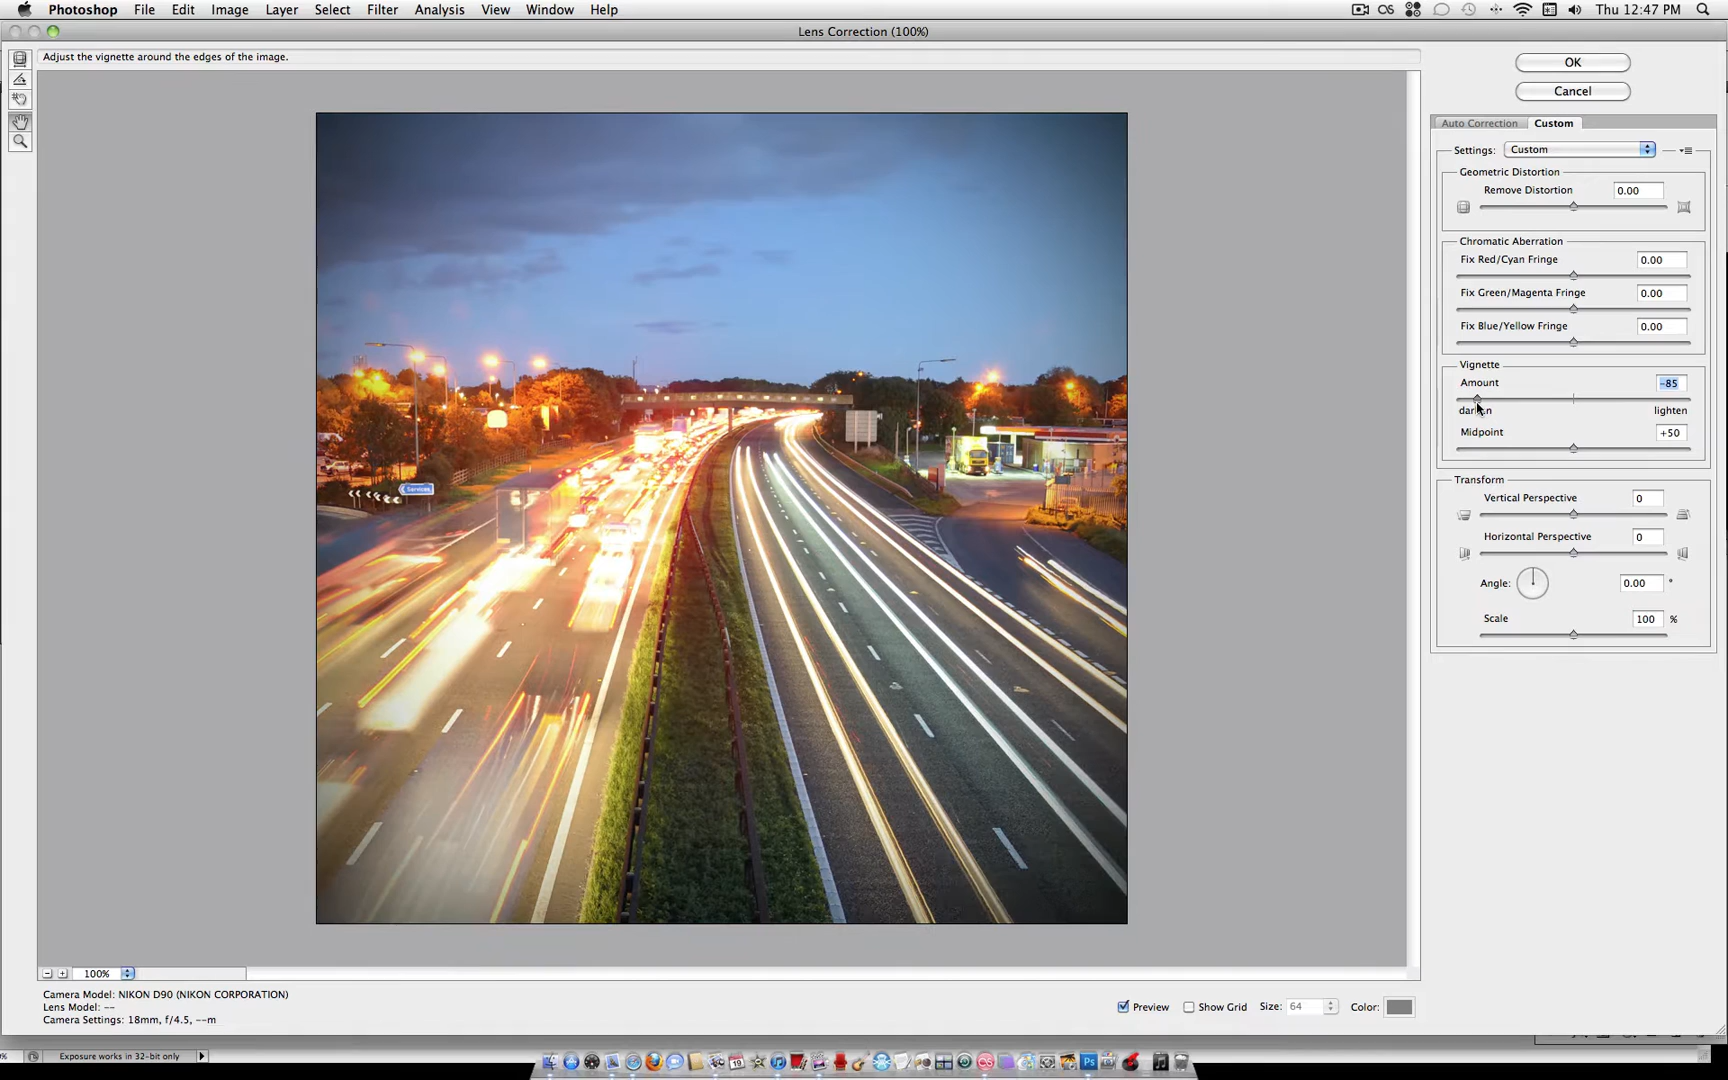 Photoshop File Edit Image Layer Select Filter Analysis View Window Help Thu 12:47 PM
Lens Correction (100%)
Adjust the vignette around the edges of the image.
OK
Cancel
Auto Correction Custom
Settings: Custom
Geometric Distortion
Remove Distortion 0.00
Chromatic Aberration
Fix Red/Cyan Fringe 0.00
Fix Green/Magenta Fringe 0.00
Fix Blue/Yellow Fringe 0.00
Vignette
Amount -85
darken lighten
Midpoint +50
Services
Transform
Vertical Perspective 0
Horizontal Perspective 0
Angle: 0.00 °
Scale 100 %
100%
Camera Model: NIKON D90 (NIKON CORPORATION)
Lens Model: --
Camera Settings: 18mm, f/4.5, --m
Preview Show Grid Size: 64 Color:
Exposure works in 32-bit only